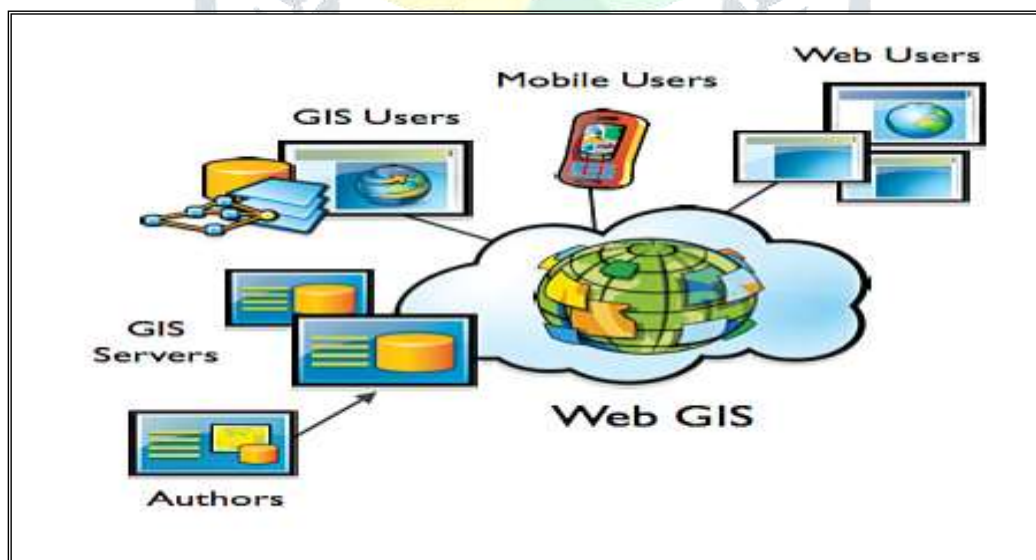 Web Users
Mobile Users
GIS Users
GIS
Servers
Web GIS
Authors